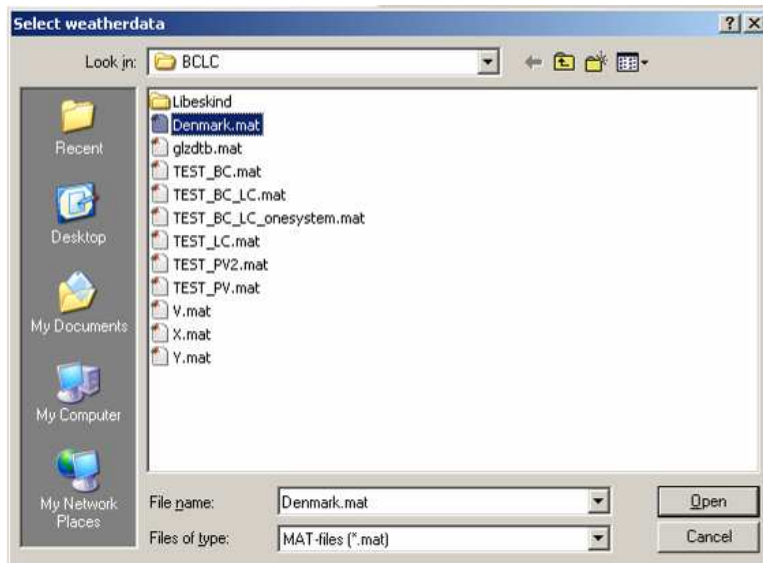 Select weatherdata
Look in: BCLC
Recent
Desktop
My Documents
My Computer
My Network
Places
Libeskind
Denmark.mat
glzdtb.mat
TEST_BC.mat
TEST_BC_LC.mat
TEST_BC_LC_onesystem.mat
TEST_LC.mat
TEST_PV2.mat
TEST_PV.mat
V.mat
X.mat
Y.mat
File name: Denmark.mat Open
Files of type: MAT-files (*.mat) Cancel